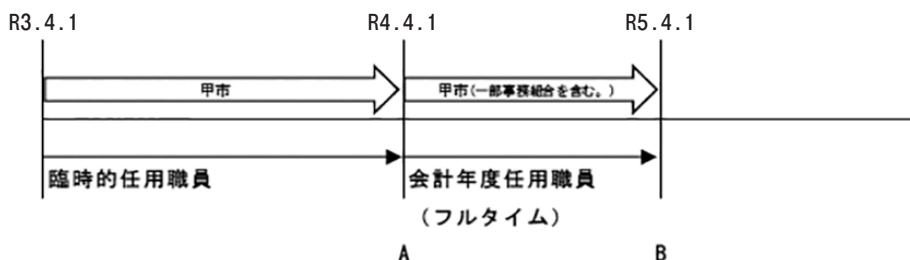 R3.4.1
R4.4.1
R5.4.1
甲市
甲市(一部事務組合を含む。)
臨時的任用職員
会計年度任用職員
(フルタイム)
A
B